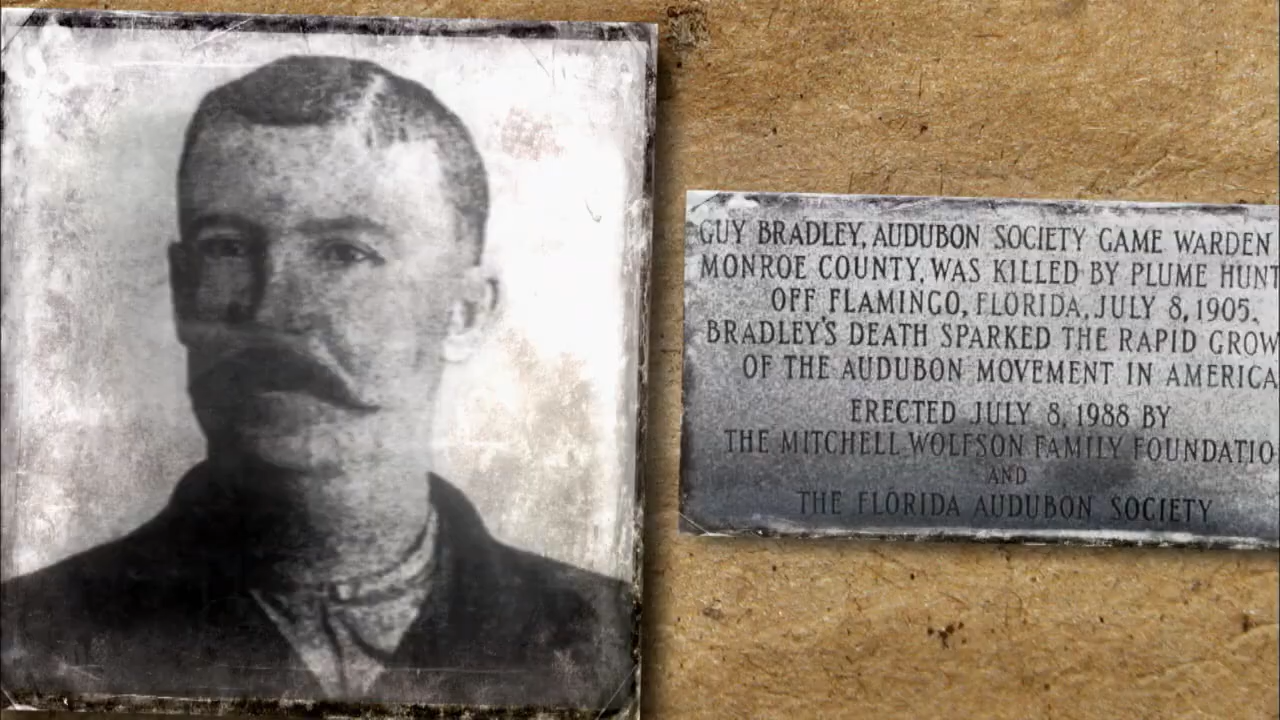 GUY BRADLEY, AUDUBON SOCIETY GAME WARDEN
MONROE COUNTY, WAS KILLED BY PLUME HUNT
OFF FLAMINGO, FLORIDA, JULY 8, 1905.
BRADLEY'S DEATH SPARKED THE RAPID GROW
OF THE AUDUBON MOVEMENT IN AMERICA
ERECTED JULY 8, 1988 BY
THE MITCHELL WOLFSON FAMILY FOUNDATIO
AND
THE FLORIDA AUDUBON SOCIETY